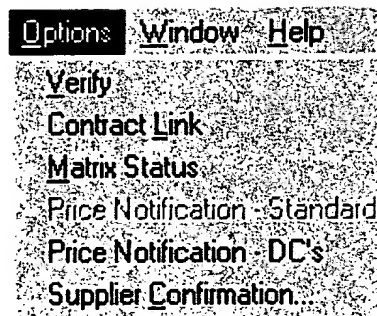 Options Window Help
Verify
Contract Link
Matrix Status
Price Notification - Standard
Price Notification - DC's
Supplier Confirmation...